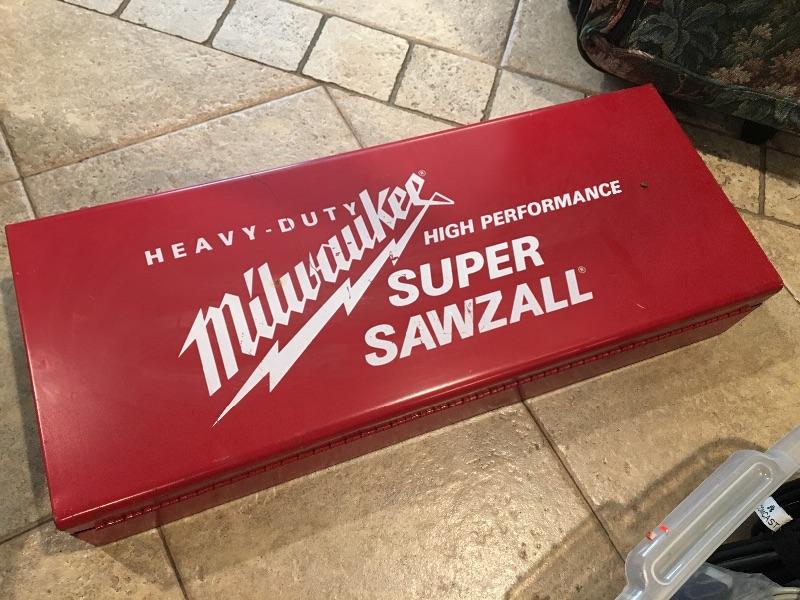 HEAVY-DUTY
Milwaukee®
HIGH PERFORMANCE
SUPER
SAWZALL®